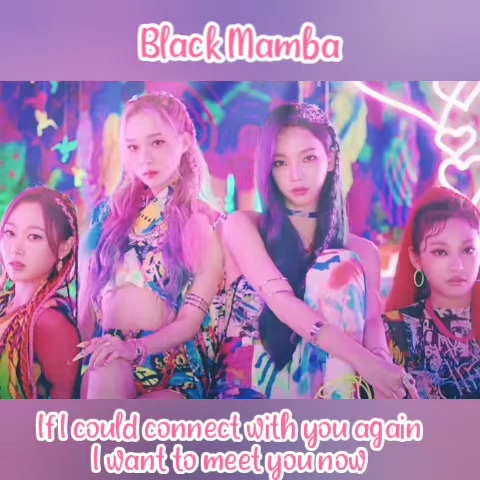 Black Mamba
If I could connect with you again
I want to meet you now